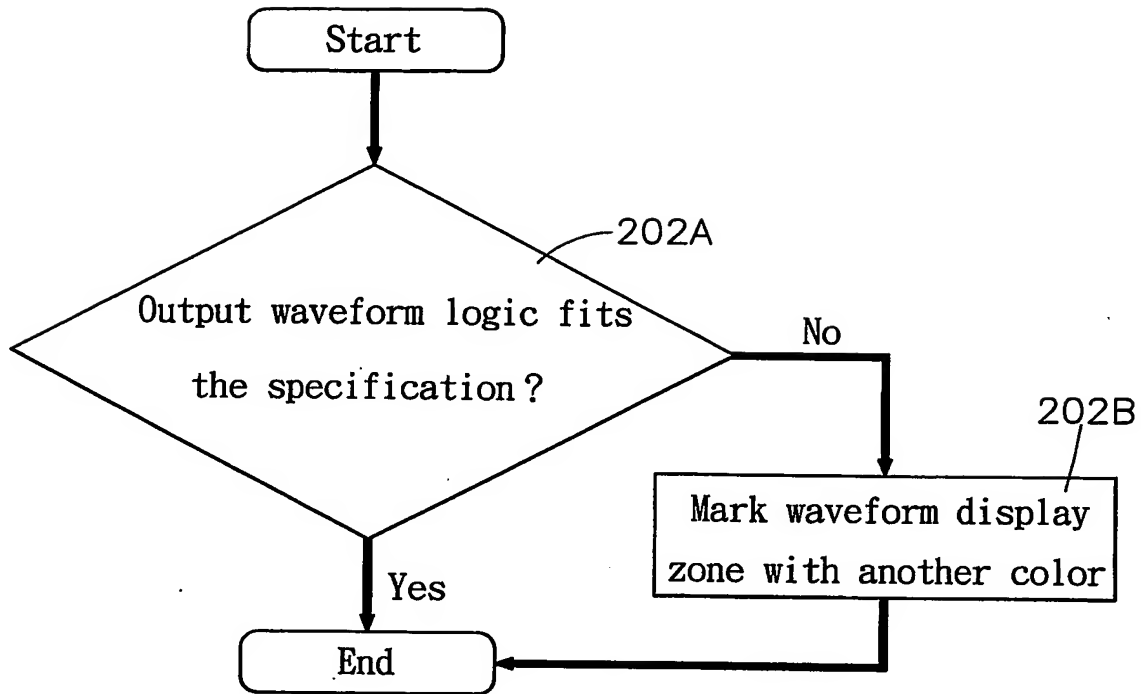 Start
202A
Output waveform logic fits
the specification?
No
202B
Mark waveform display
zone with another color
Yes
End